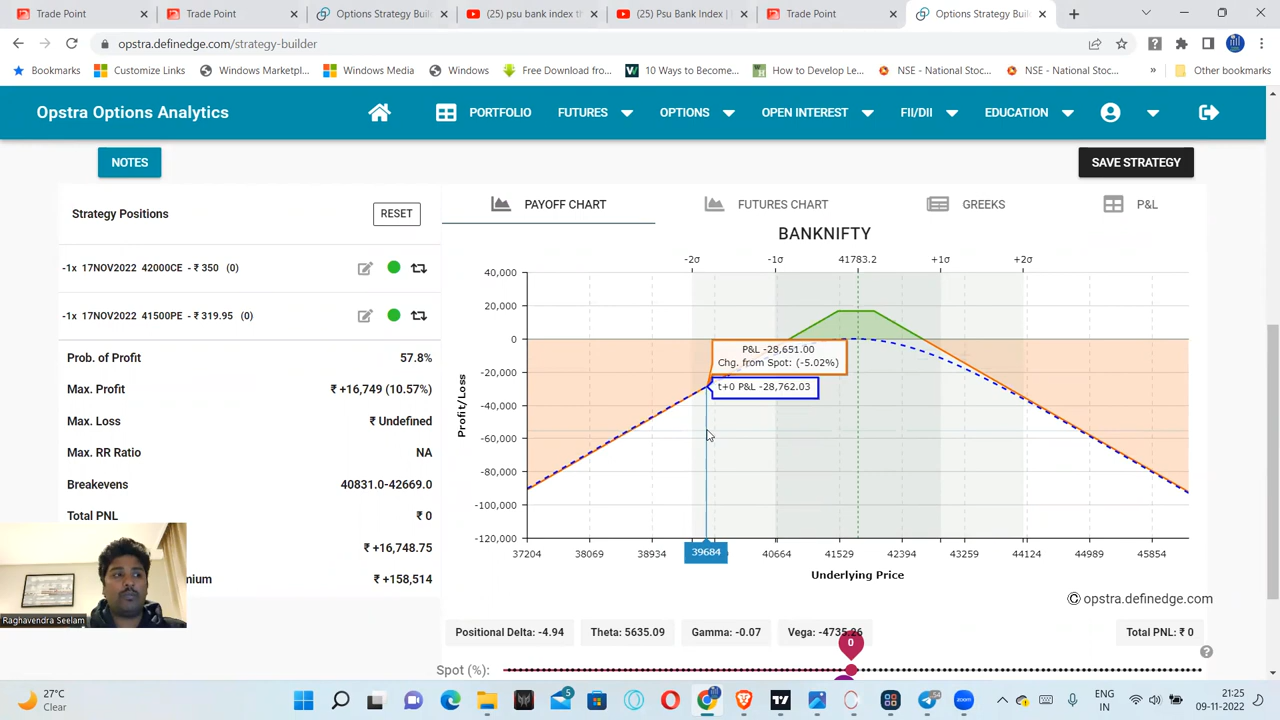 Trade Point
Trade Point
Options Strategy Buil
(25) psu bank index th
(25) Psu Bank Index |
Trade Point
Options Strategy Buil
opstra.definedge.com/strategy-builder
Bookmarks
Customize Links
Windows Marketpl...
Windows Media
Windows
Free Download fro...
10 Ways to Become...
How to Develop Le...
NSE - National Stoc...
NSE - National Stoc...
»
Other bookmarks
Opstra Options Analytics
PORTFOLIO
FUTURES
OPTIONS
OPEN INTEREST
FII/DII
EDUCATION
NOTES
SAVE STRATEGY
Strategy Positions
RESET
PAYOFF CHART
FUTURES CHART
GREEKS
P&L
BANKNIFTY
-2σ -1σ 41783.2 +1σ +2σ
-1x 17NOV2022 42000CE - ₹ 350 (0)
-1x 17NOV2022 41500PE - ₹ 319.95 (0)
Prob. of Profit 57.8%
Max. Profit ₹ +16,749 (10.57%)
Max. Loss ₹ Undefined
Max. RR Ratio NA
Breakevens 40831.0-42669.0
Total PNL ₹ 0
₹ +16,748.75
mium ₹ +158,514
Raghavendra Seelam
Profit/Loss
40,000
20,000
0
-20,000
-40,000
-60,000
-80,000
-100,000
-120,000
P&L -28,651.00
Chg. from Spot: (-5.02%)
t+0 P&L -28,762.03
37204 38069 38934 39684 40664 41529 42394 43259 44124 44989 45854
Underlying Price
© opstra.definedge.com
Positional Delta: -4.94
Theta: 5635.09
Gamma: -0.07
Vega: -4735.26
Total PNL: ₹ 0
0
Spot (%):
27°C
Clear
5
54
ENG
IN
21:25
09-11-2022